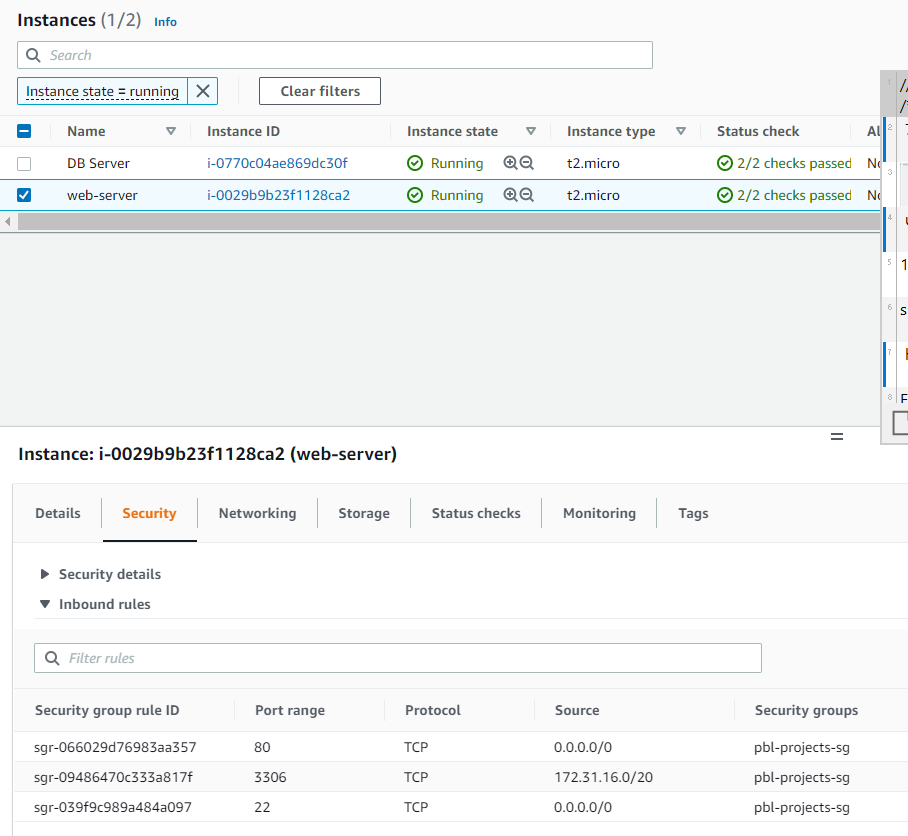 Instances (1/2) Info
Search
Instance state = running
Clear filters
Name Instance ID Instance state Instance type Status check
DB Server i-0770c04ae869dc30f Running t2.micro 2/2 checks passed
web-server i-0029b9b23f1128ca2 Running t2.micro 2/2 checks passed
Instance: i-0029b9b23f1128ca2 (web-server)
Details Security Networking Storage Status checks Monitoring Tags
Security details
Inbound rules
Filter rules
Security group rule ID Port range Protocol Source Security groups
sgr-066029d76983aa357 80 TCP 0.0.0.0/0 pbl-projects-sg
sgr-09486470c333a817f 3306 TCP 172.31.16.0/20 pbl-projects-sg
sgr-039f9c989a484a097 22 TCP 0.0.0.0/0 pbl-projects-sg